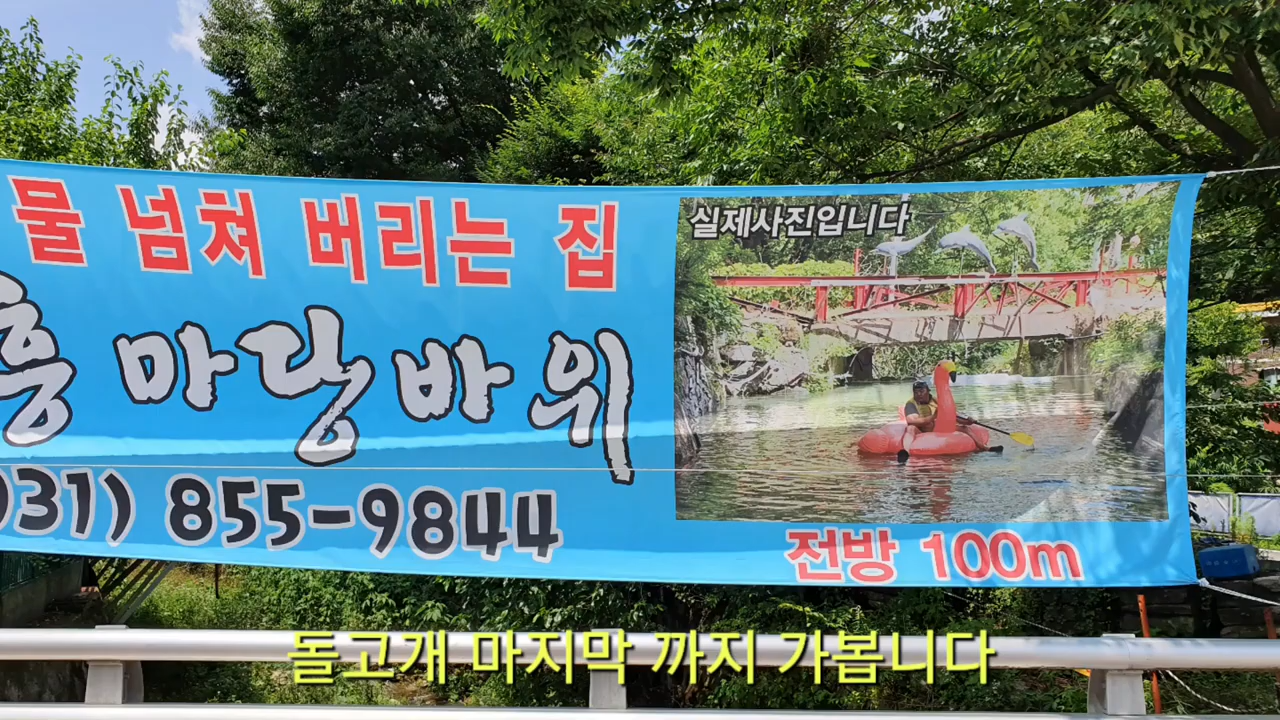 물 넘쳐 버리는 집
실제사진입니다
흥 마당바위
031) 855-9844
전방 100m
돌고개 마지막 까지 가봅니다